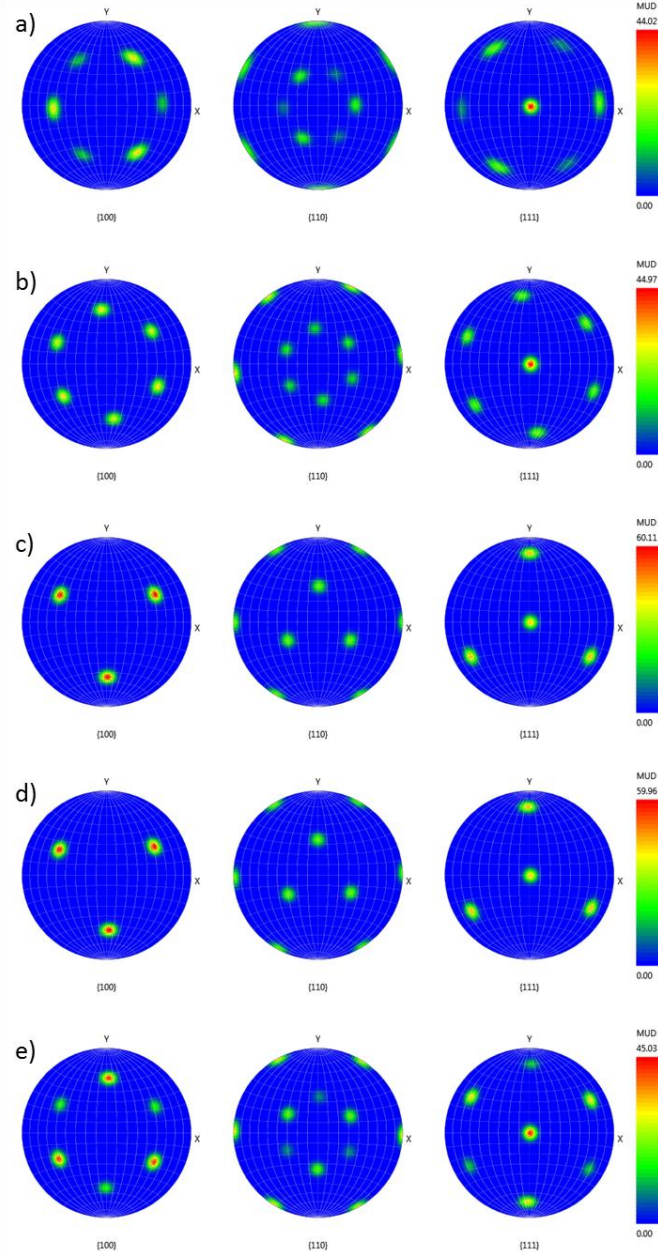 a)
Y
Y
Y
MUD
44.02
X
X
X
0.00
{100}
{110}
{111}
b)
Y
Y
Y
MUD
44.97
X
X
X
0.00
{100}
{110}
{111}
c)
Y
Y
Y
MUD
60.11
X
X
X
0.00
{100}
{110}
{111}
d)
Y
Y
Y
MUD
59.96
X
X
X
0.00
{100}
{110}
{111}
e)
Y
Y
Y
MUD
45.03
X
X
X
0.00
{100}
{110}
{111}